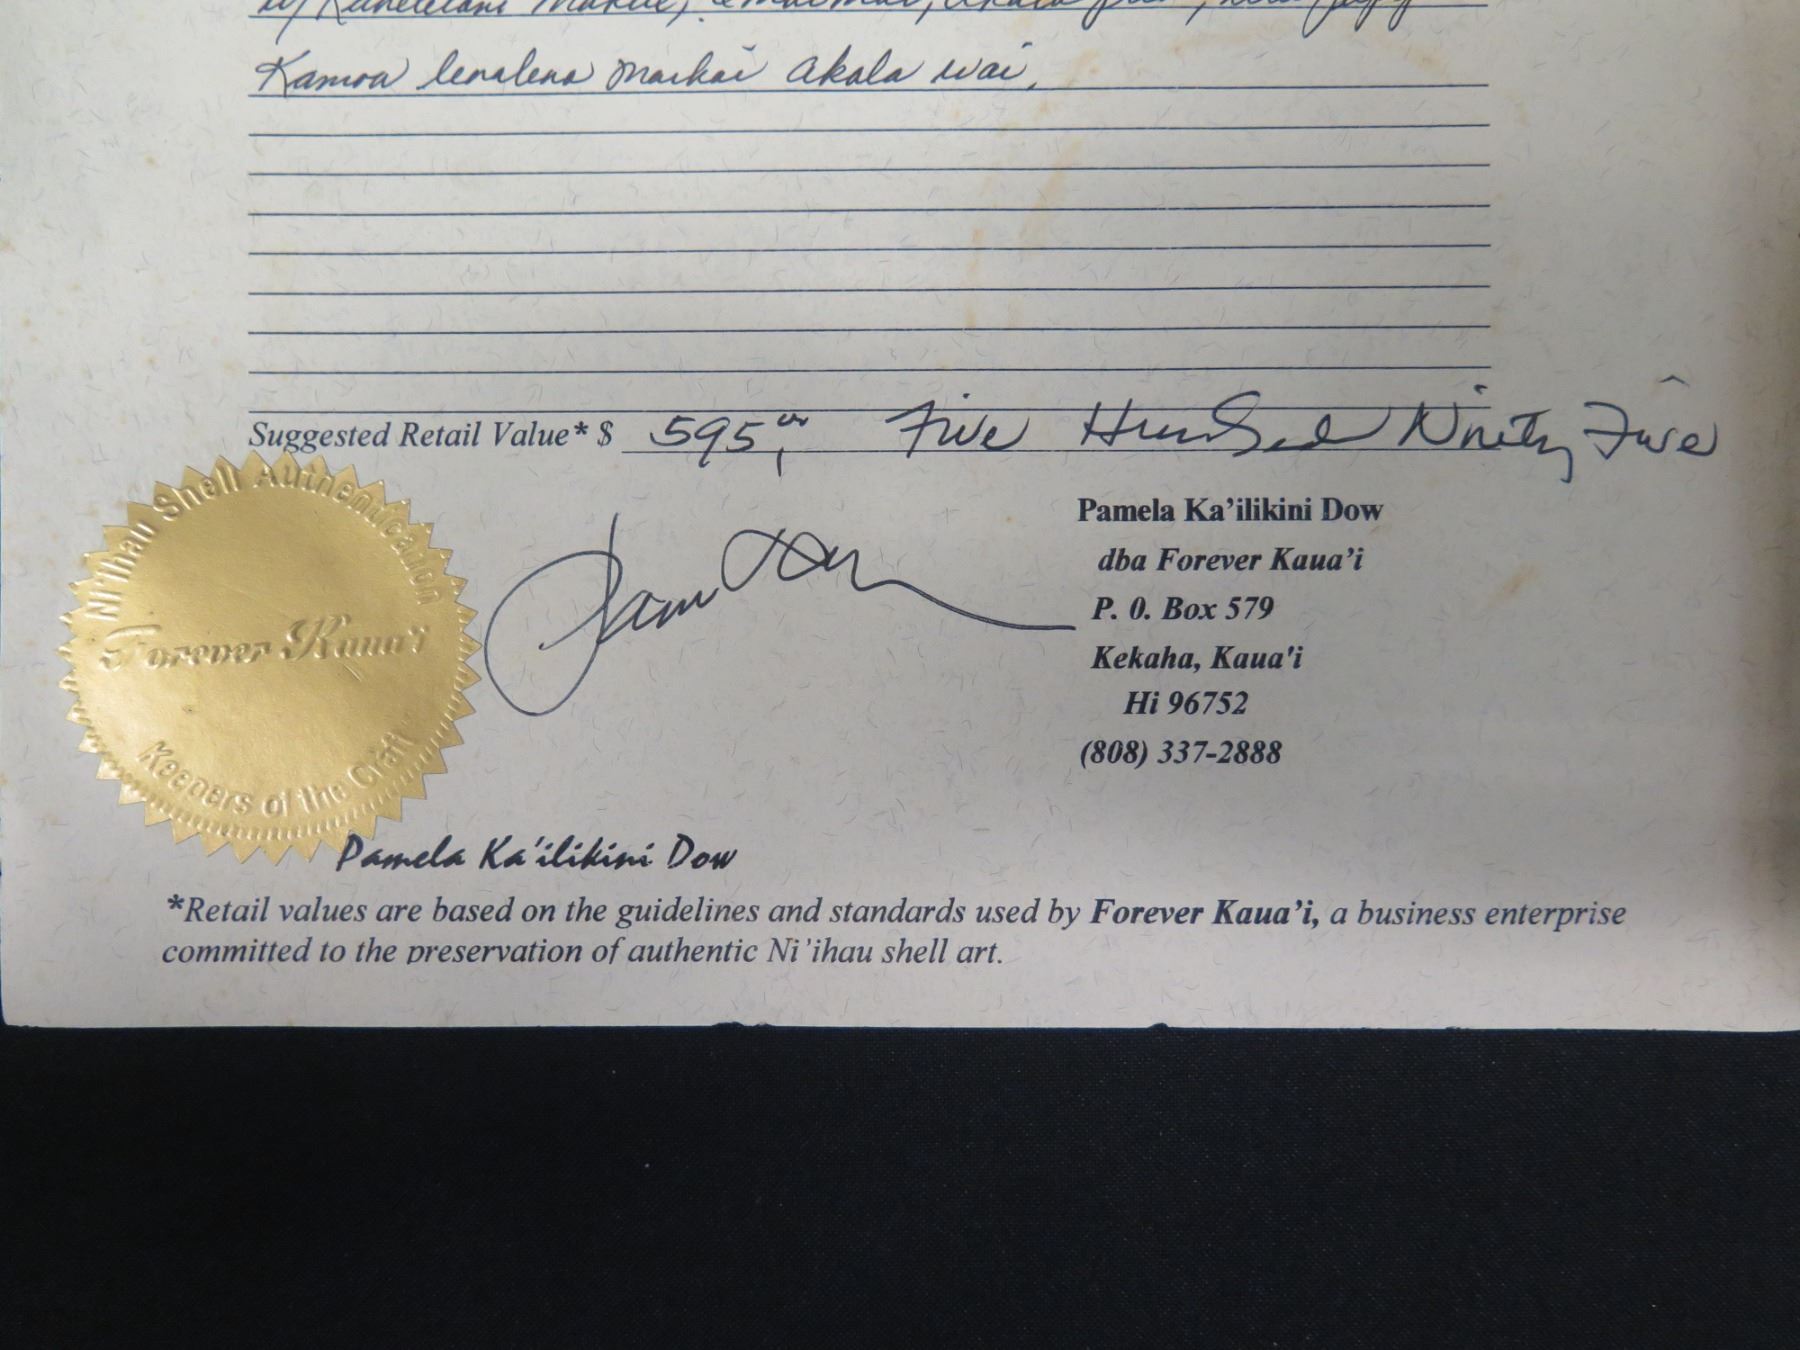 Kamoa lenalena makai akala wai,
Suggested Retail Value* $ 595.00 Five Hundred Ninety Five
Ni'ihau Shell Authentication
Forever Kaua'i
Keepers of the Craft
Pam Dow
Pamela Ka'ilikini Dow
dba Forever Kaua'i
P. O. Box 579
Kekaha, Kaua'i
Hi 96752
(808) 337-2888
Pamela Ka'ilikini Dow
*Retail values are based on the guidelines and standards used by Forever Kaua'i, a business enterprise
committed to the preservation of authentic Ni'ihau shell art.